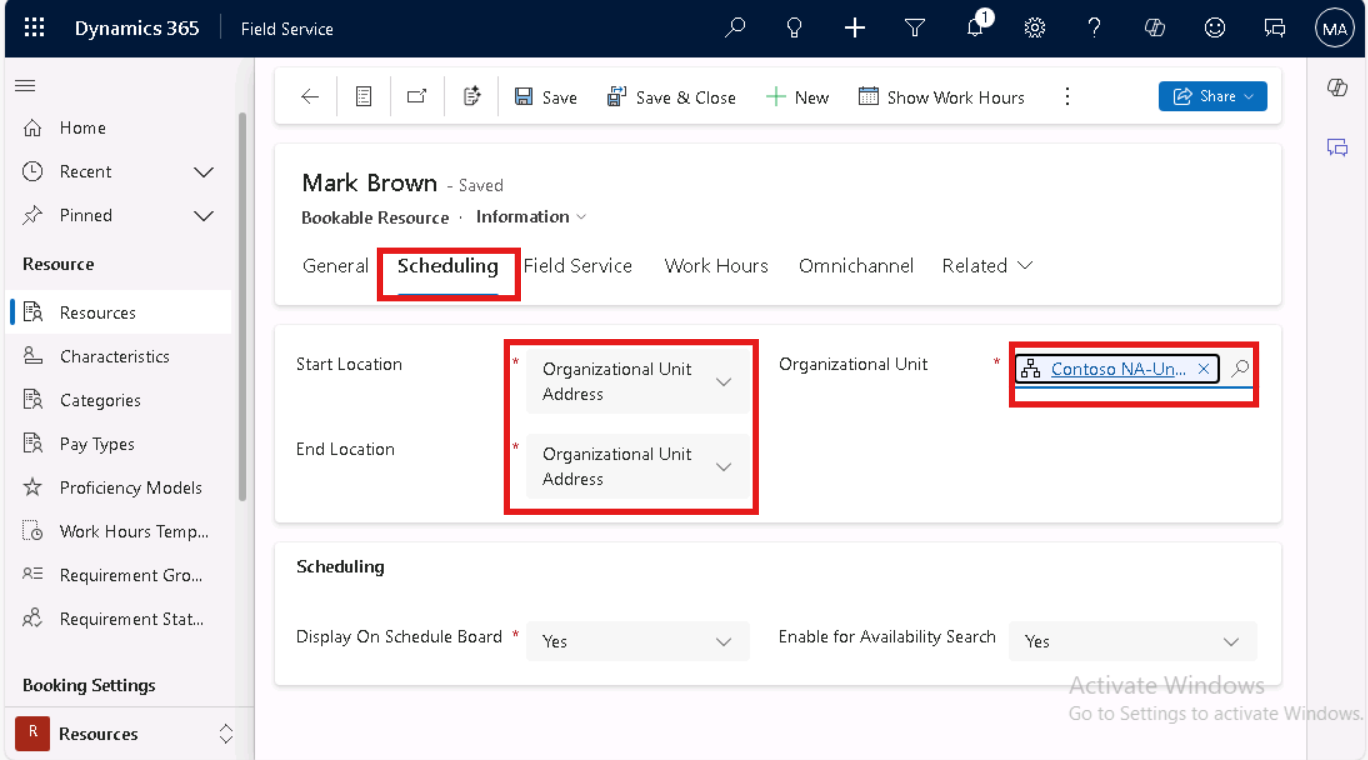 Dynamics 365 Field Service 1 MA
Save Save & Close New Show Work Hours Share
Home
Recent
Pinned
Resource
Resources
Characteristics
Categories
Pay Types
Proficiency Models
Work Hours Temp...
Requirement Gro...
Requirement Stat...
Booking Settings
R Resources
Mark Brown - Saved
Bookable Resource · Information
General Scheduling Field Service Work Hours Omnichannel Related
Start Location * Organizational Unit Address
Organizational Unit * Contoso NA-Un...
End Location * Organizational Unit Address
Scheduling
Display On Schedule Board * Yes
Enable for Availability Search Yes
Activate Windows
Go to Settings to activate Windows.